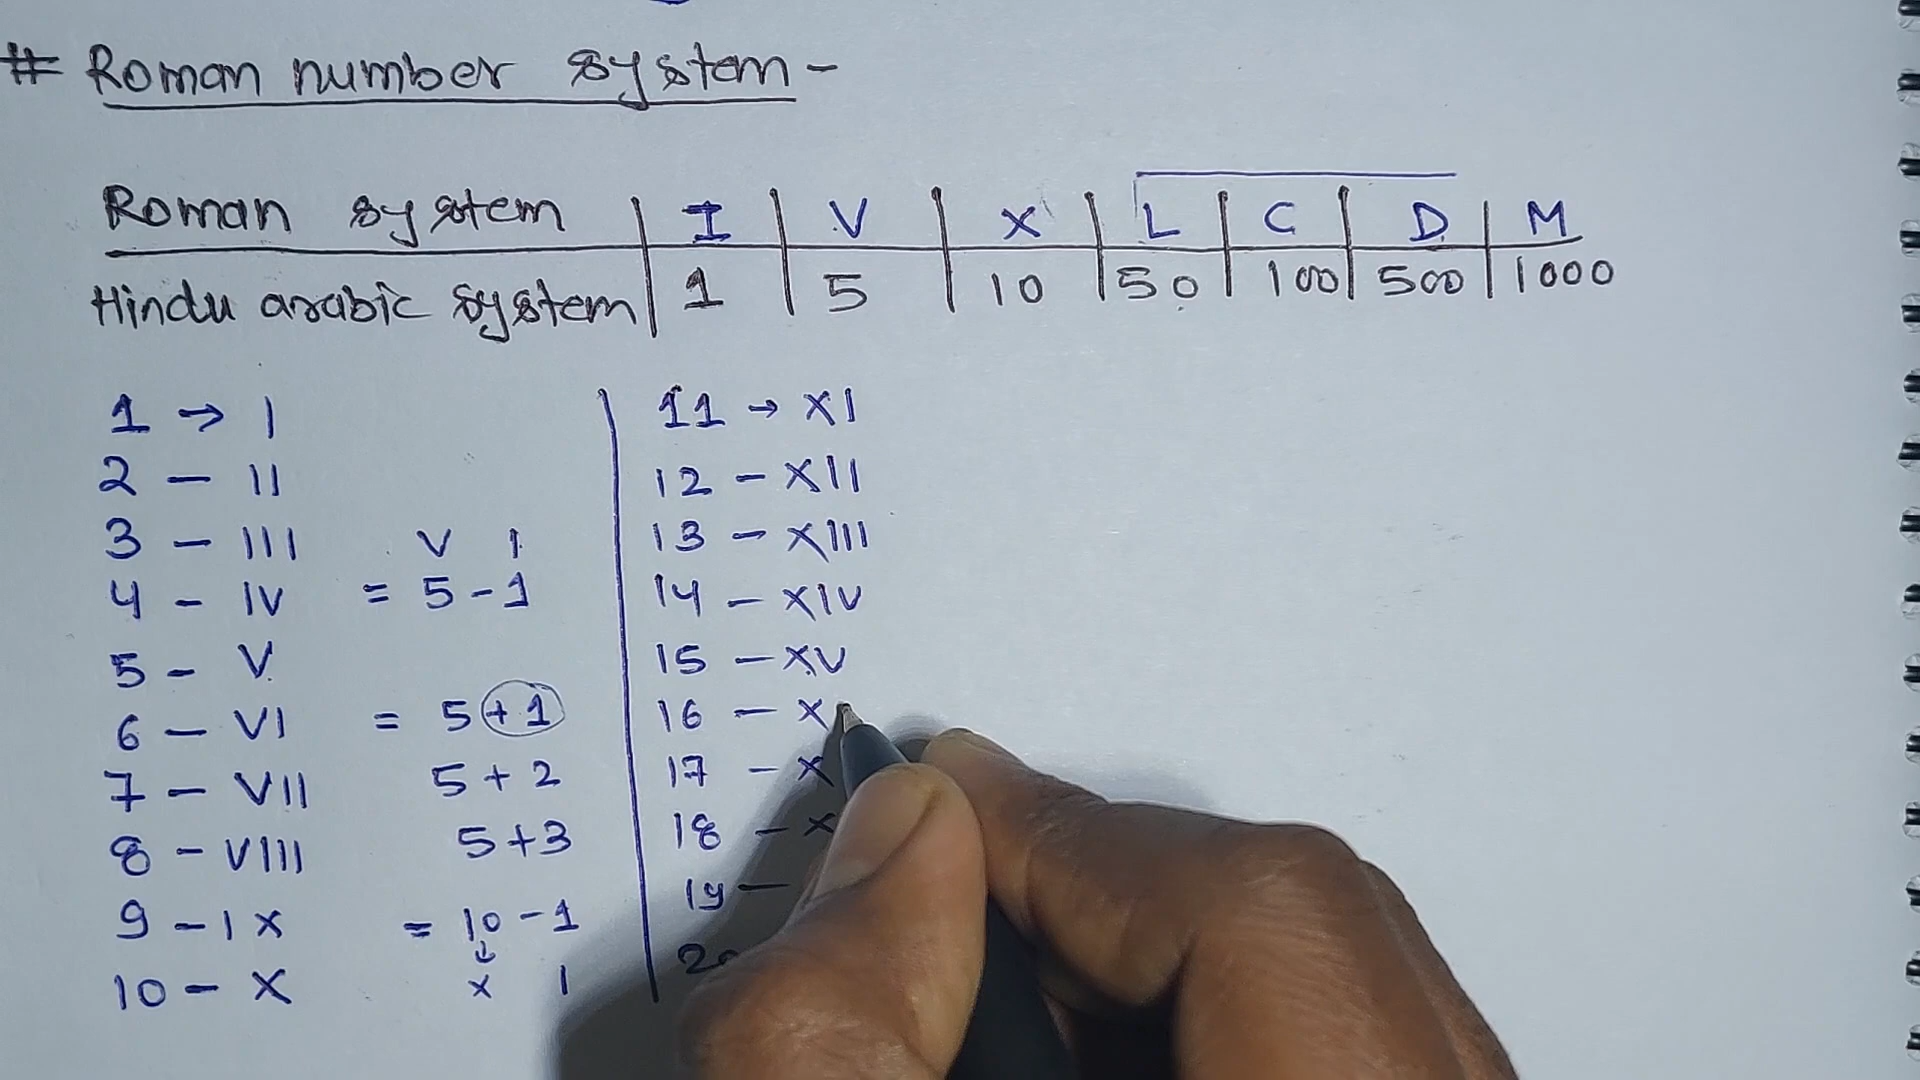 # Roman number system -
Roman system | I | V | X | L | C | D | M
Hindu arabic system | 1 | 5 | 10 | 50 | 100 | 500 | 1000
1 → I
2 - II
3 - III
V I
4 - IV = 5 - 1
5 - V
6 - VI = 5 + 1
7 - VII 5 + 2
8 - VIII 5 + 3
9 - IX = 10 - 1
↓
10 - X X I
11 → XI
12 - XII
13 - XIII
14 - XIV
15 - XV
16 - X
17 - X
18 - X
19 -
20